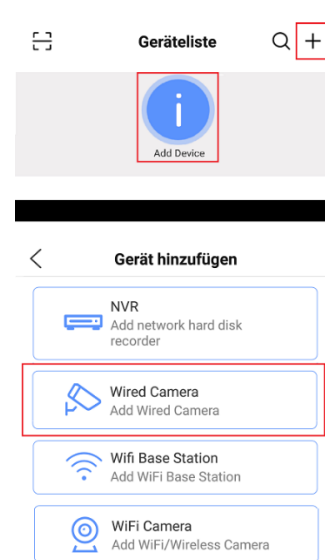 Geräteliste
i
Add Device
Gerät hinzufügen
NVR
Add network hard disk
recorder
Wired Camera
Add Wired Camera
Wifi Base Station
Add WiFi Base Station
WiFi Camera
Add WiFi/Wireless Camera